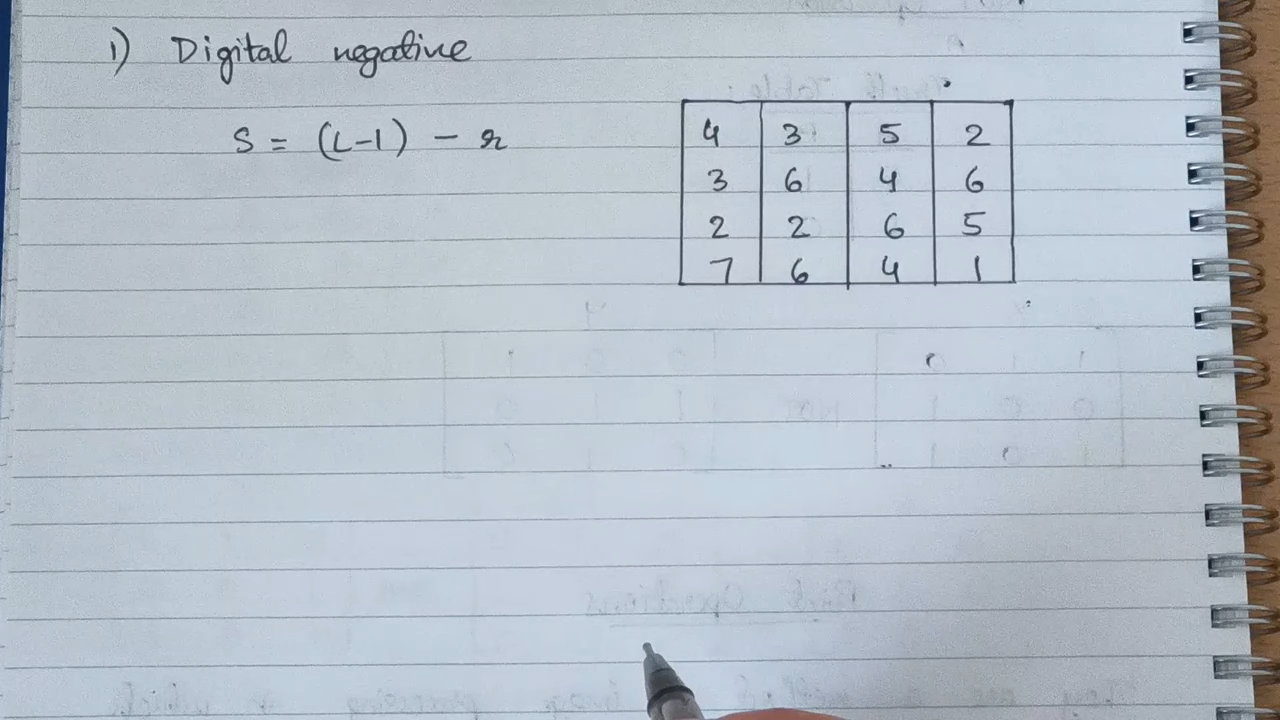 1) Digital negative
S = (L-1) - r
4 3 5 2
3 6 4 6
2 2 6 5
7 6 4 1